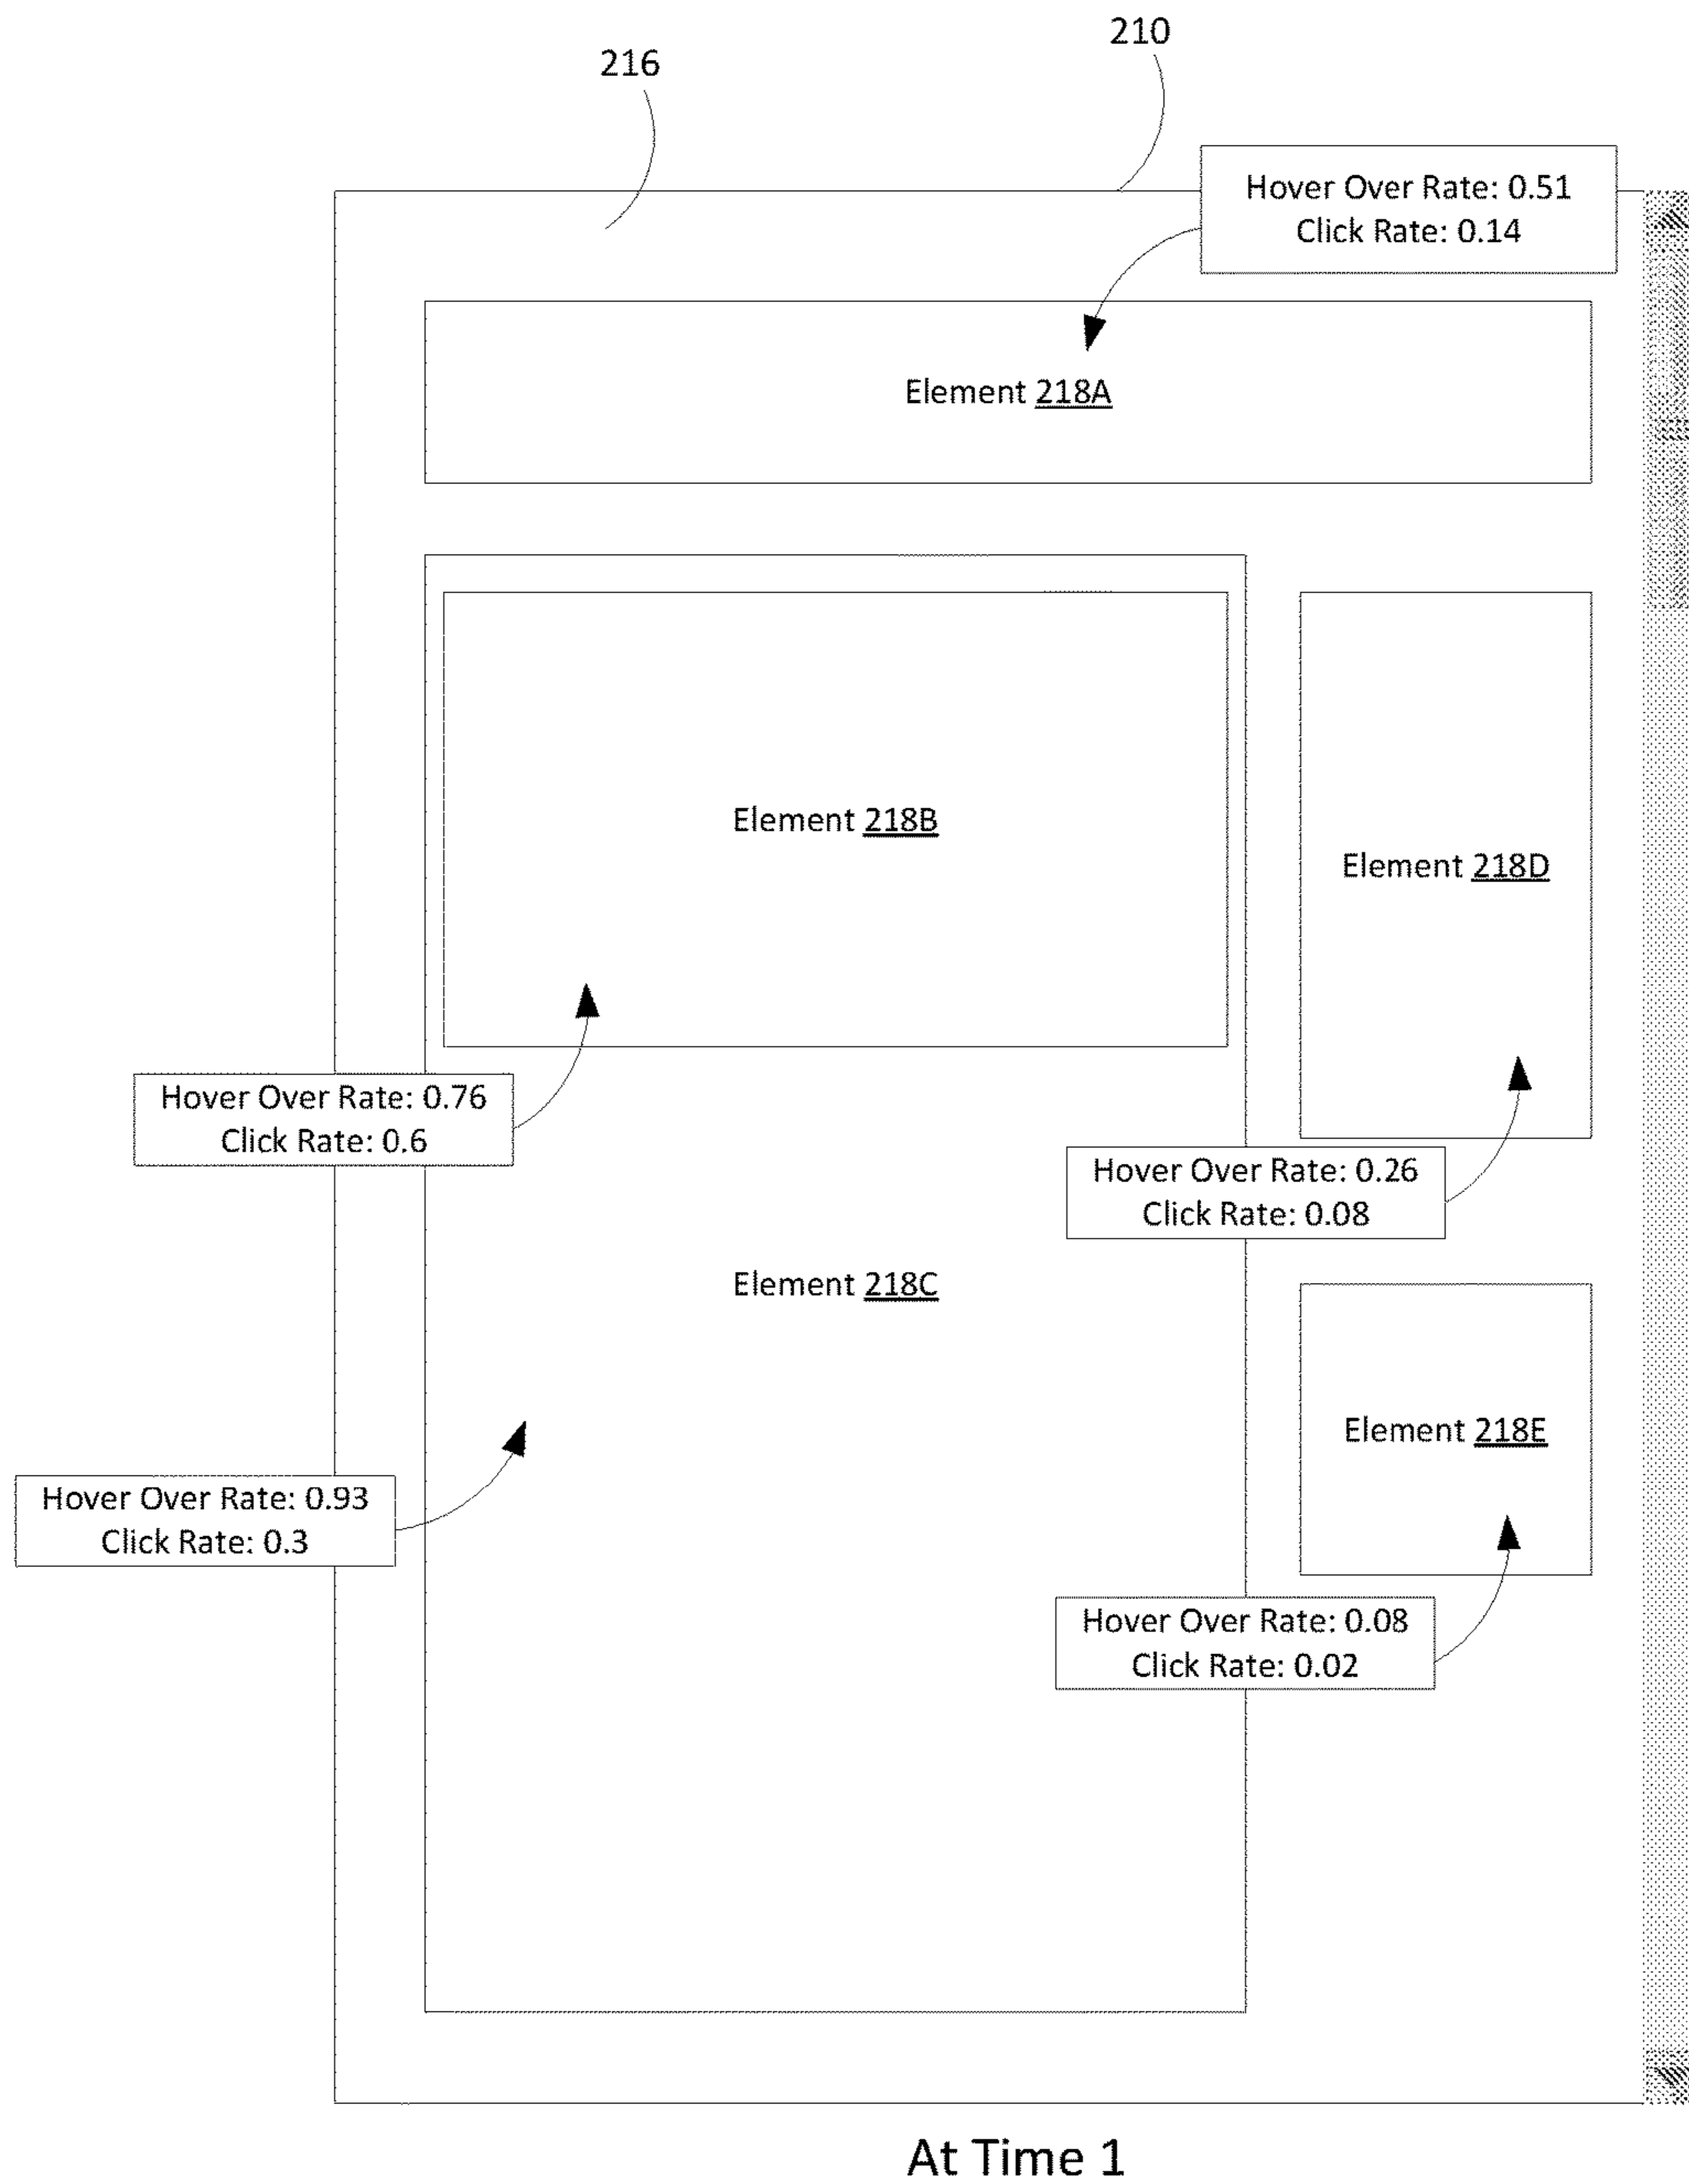 210
216
Hover Over Rate: 0.51
Click Rate: 0.14
Element 218A
Element 218B
Element 218D
Hover Over Rate: 0.76
Click Rate: 0.6
Hover Over Rate: 0.26
Click Rate: 0.08
Element 218C
Element 218E
Hover Over Rate: 0.93
Click Rate: 0.3
Hover Over Rate: 0.08
Click Rate: 0.02
At Time 1